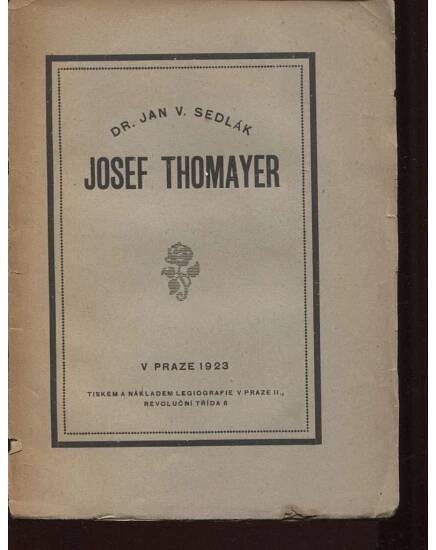 DR. JAN V. SEDLÁK
JOSEF THOMAYER
V PRAZE 1923
TISKEM A NÁKLADEM LEGIOGRAFIE V PRAZE II.,
REVOLUČNÍ TŘÍDA 6